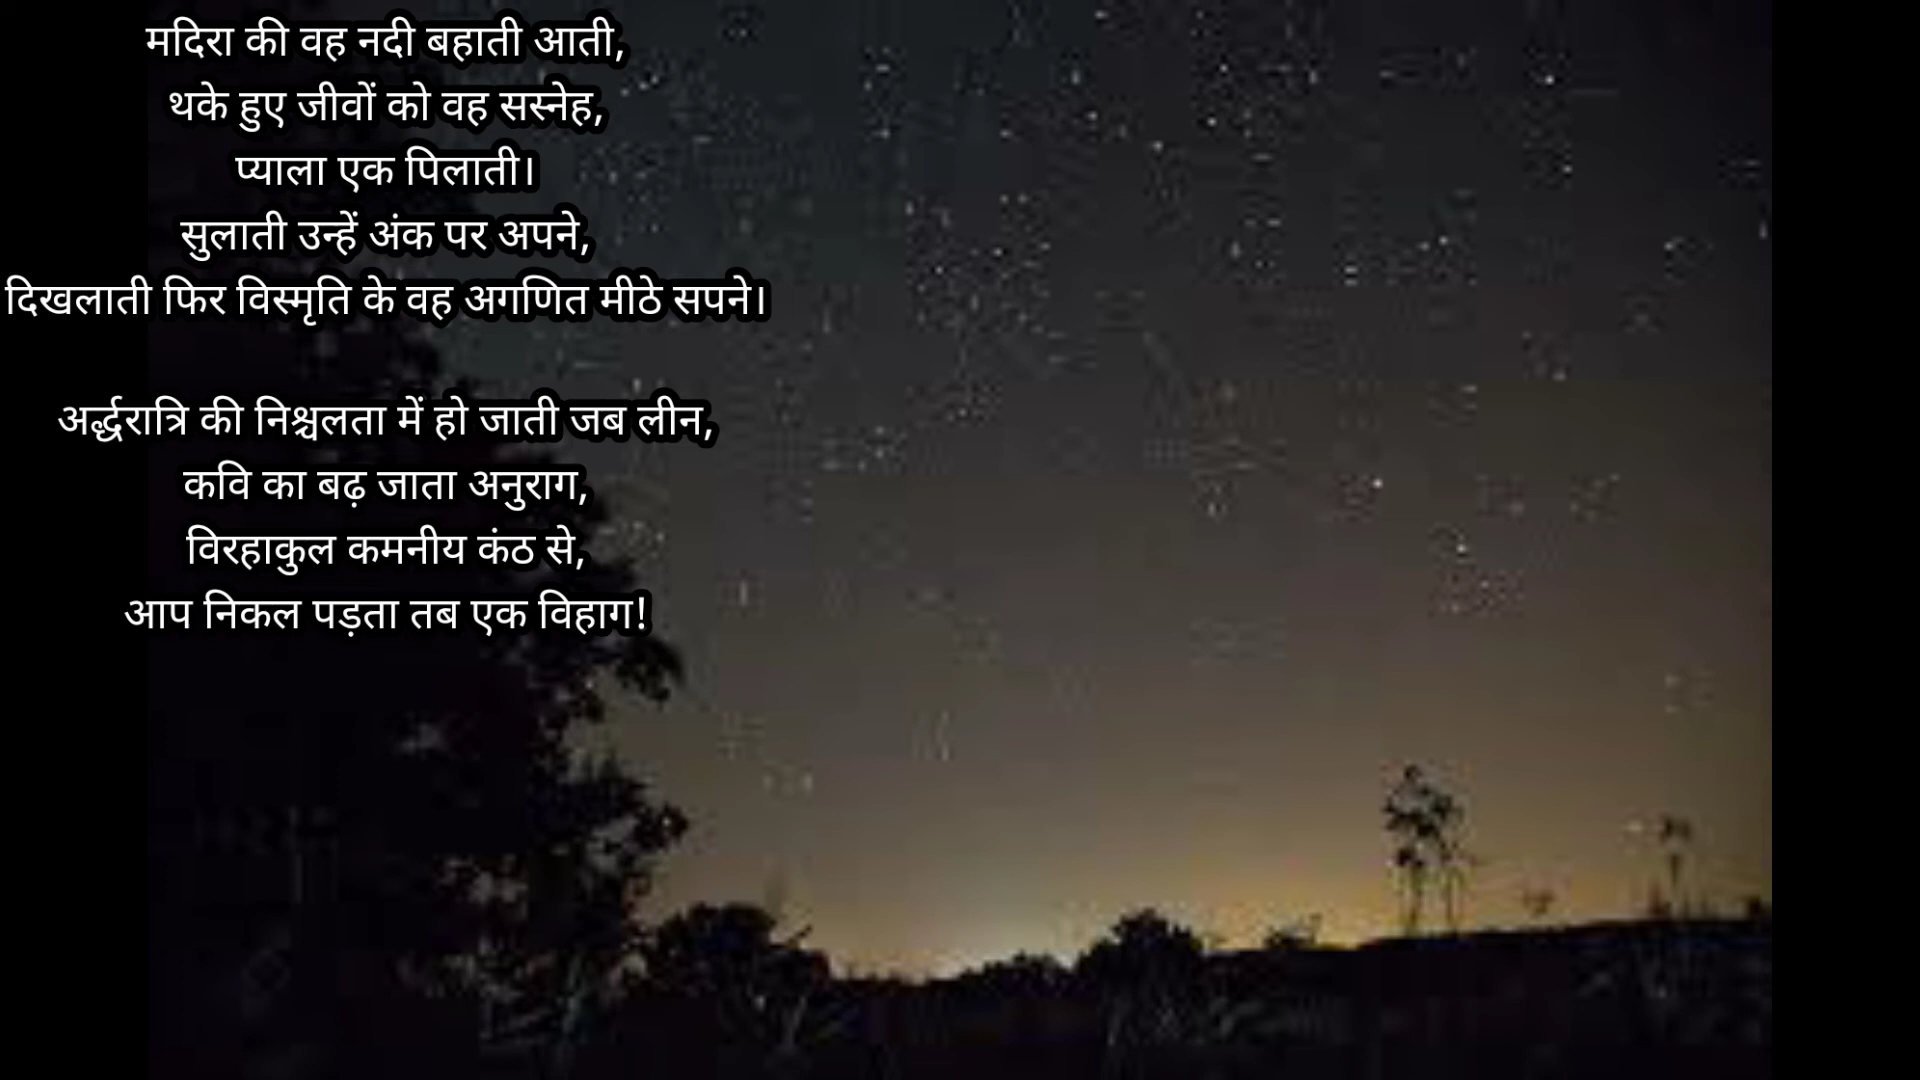 मदिरा की वह नदी बहाती आती,
थके हुए जीवों को वह सस्नेह,
प्याला एक पिलाती।
सुलाती उन्हें अंक पर अपने,
दिखलाती फिर विस्मृति के वह अगणित मीठे सपने।
अर्द्धरात्रि की निश्चलता में हो जाती जब लीन,
कवि का बढ़ जाता अनुराग,
विरहाकुल कमनीय कंठ से,
आप निकल पड़ता तब एक विहाग!